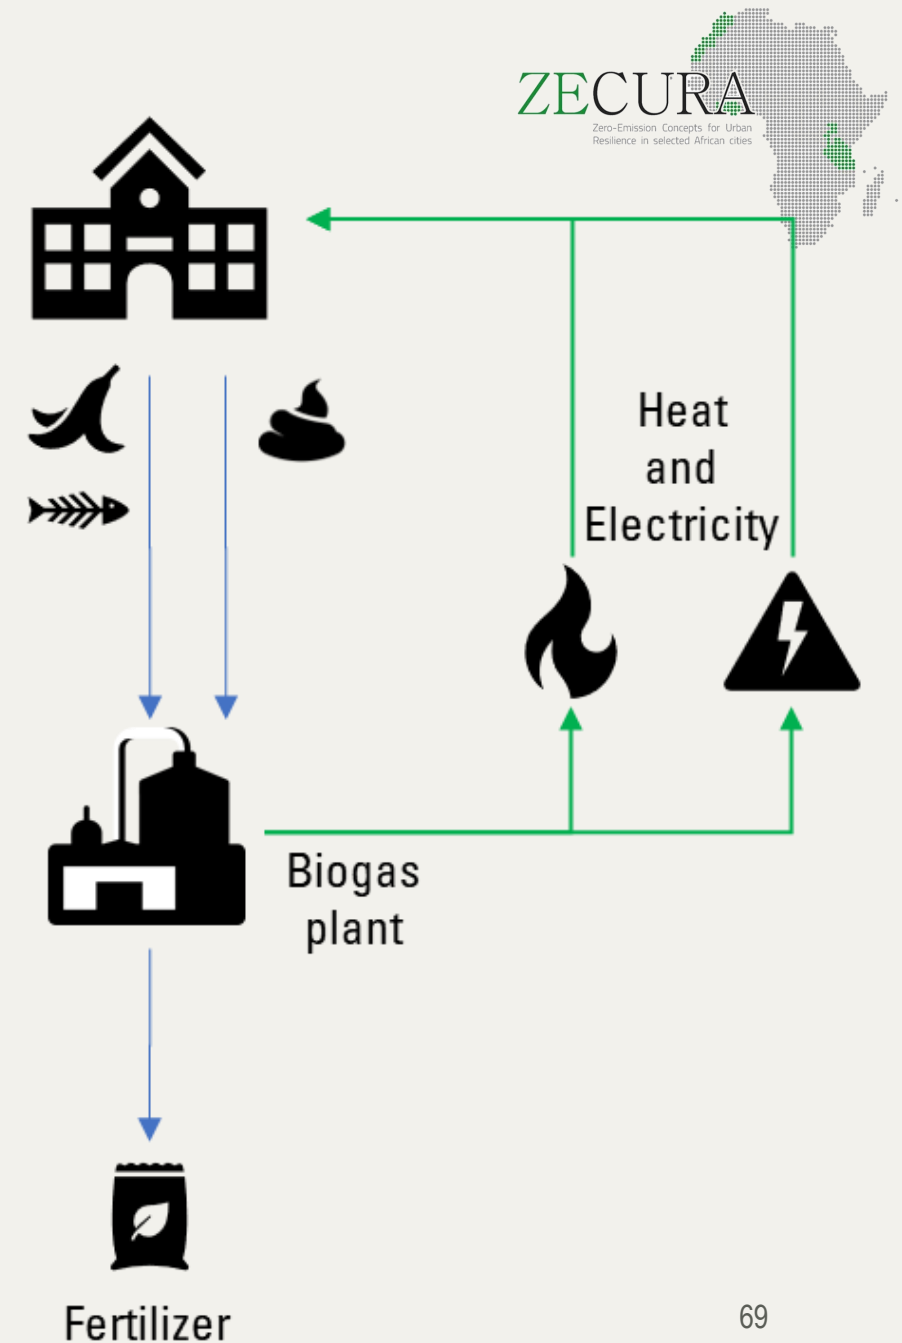 ZECURA
Zero-Emission Concepts for Urban
Resilience in selected African cities
Heat
and
Electricity
Biogas
plant
Fertilizer
69